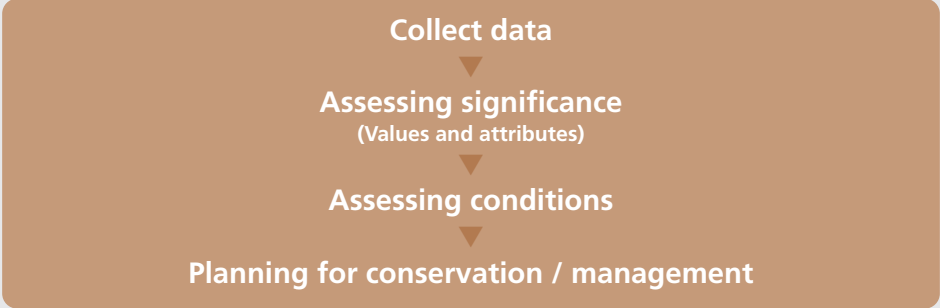 Collect data
Assessing significance
(Values and attributes)
Assessing conditions
Planning for conservation / management